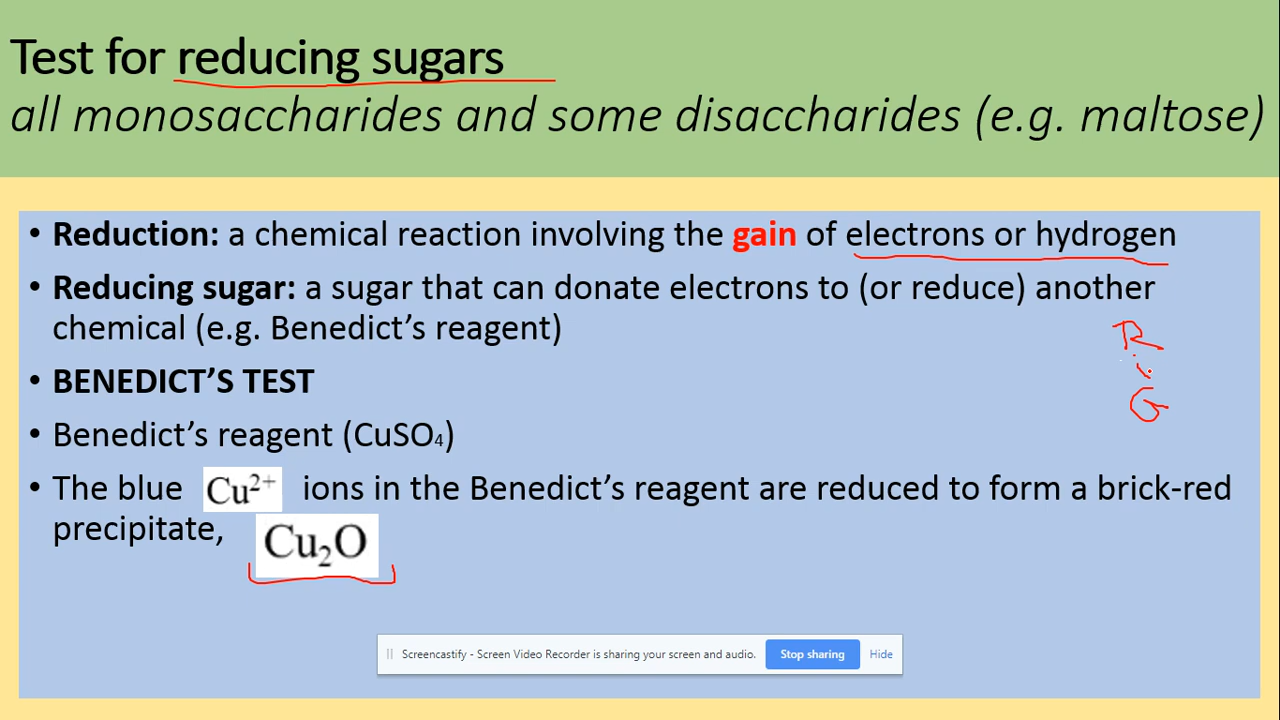 Test for reducing sugars
all monosaccharides and some disaccharides (e.g. maltose)
• Reduction: a chemical reaction involving the gain of electrons or hydrogen
• Reducing sugar: a sugar that can donate electrons to (or reduce) another
chemical (e.g. Benedict’s reagent)
R
i
G
• BENEDICT’S TEST
• Benedict’s reagent (CuSO₄)
• The blue Cu²⁺ ions in the Benedict’s reagent are reduced to form a brick-red
precipitate, Cu₂O
Screencastify - Screen Video Recorder is sharing your screen and audio. Stop sharing Hide